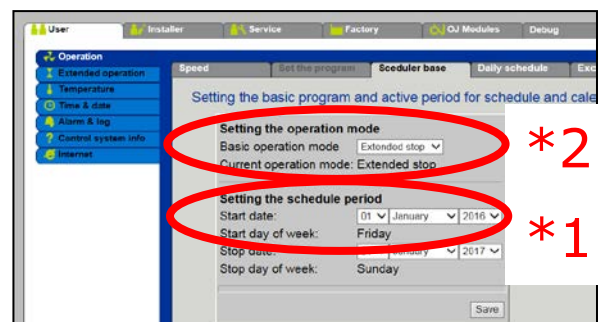 User Installer Service Factory OJ Modules Debug
Operation
Extended operation
Temperature
Time & date
Alarm & log
Control system info
Internet
Speed Set the program Sceduler base Daily schedule Exc
Setting the basic program and active period for schedule and cale
Setting the operation mode
Basic operation mode Extended stop
Current operation mode: Extended stop
*2
Setting the schedule period
Start date: 01 January 2016
Start day of week: Friday
*1
Stop date: January 2017
Stop day of week: Sunday
Save